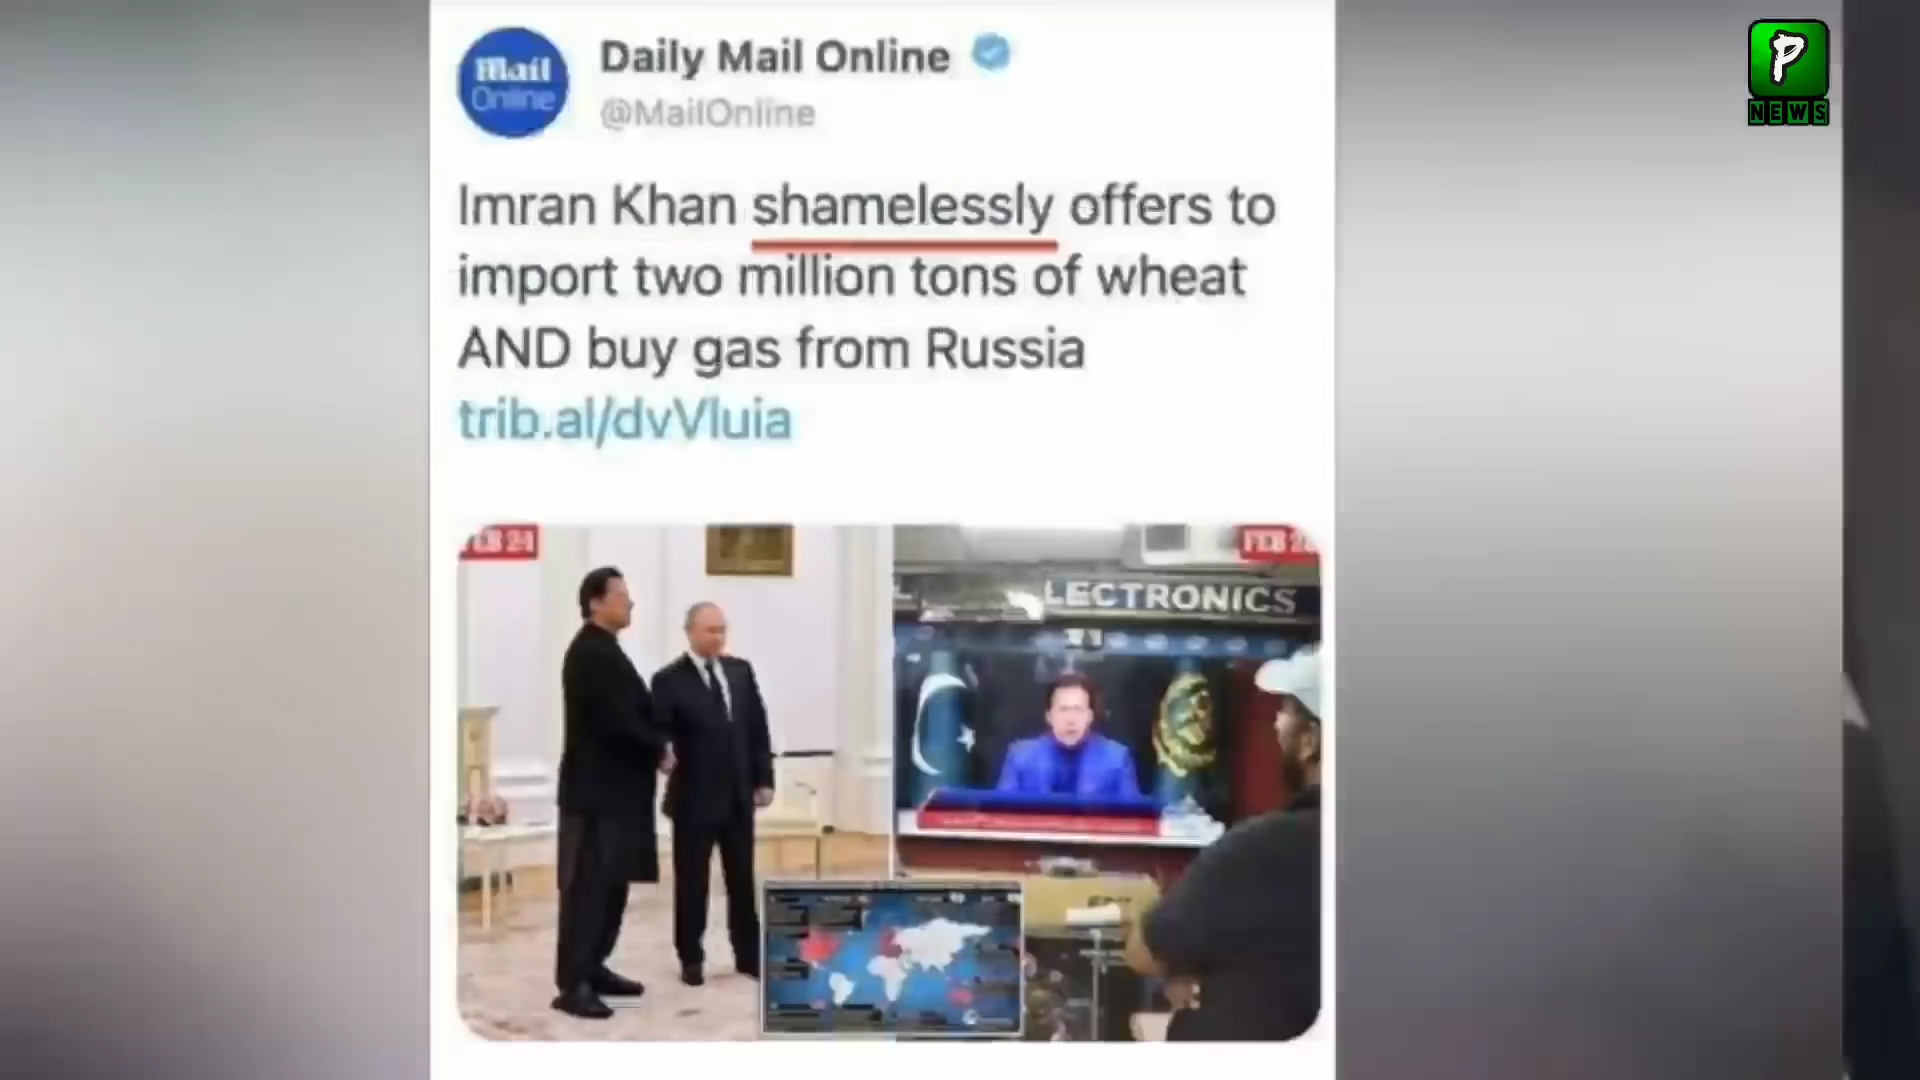 Mail
Online
Daily Mail Online
@MailOnline
P
NEWS
Imran Khan shamelessly offers to
import two million tons of wheat
AND buy gas from Russia
trib.al/dvVluia
FEB 24
FEB
LECTRONICS